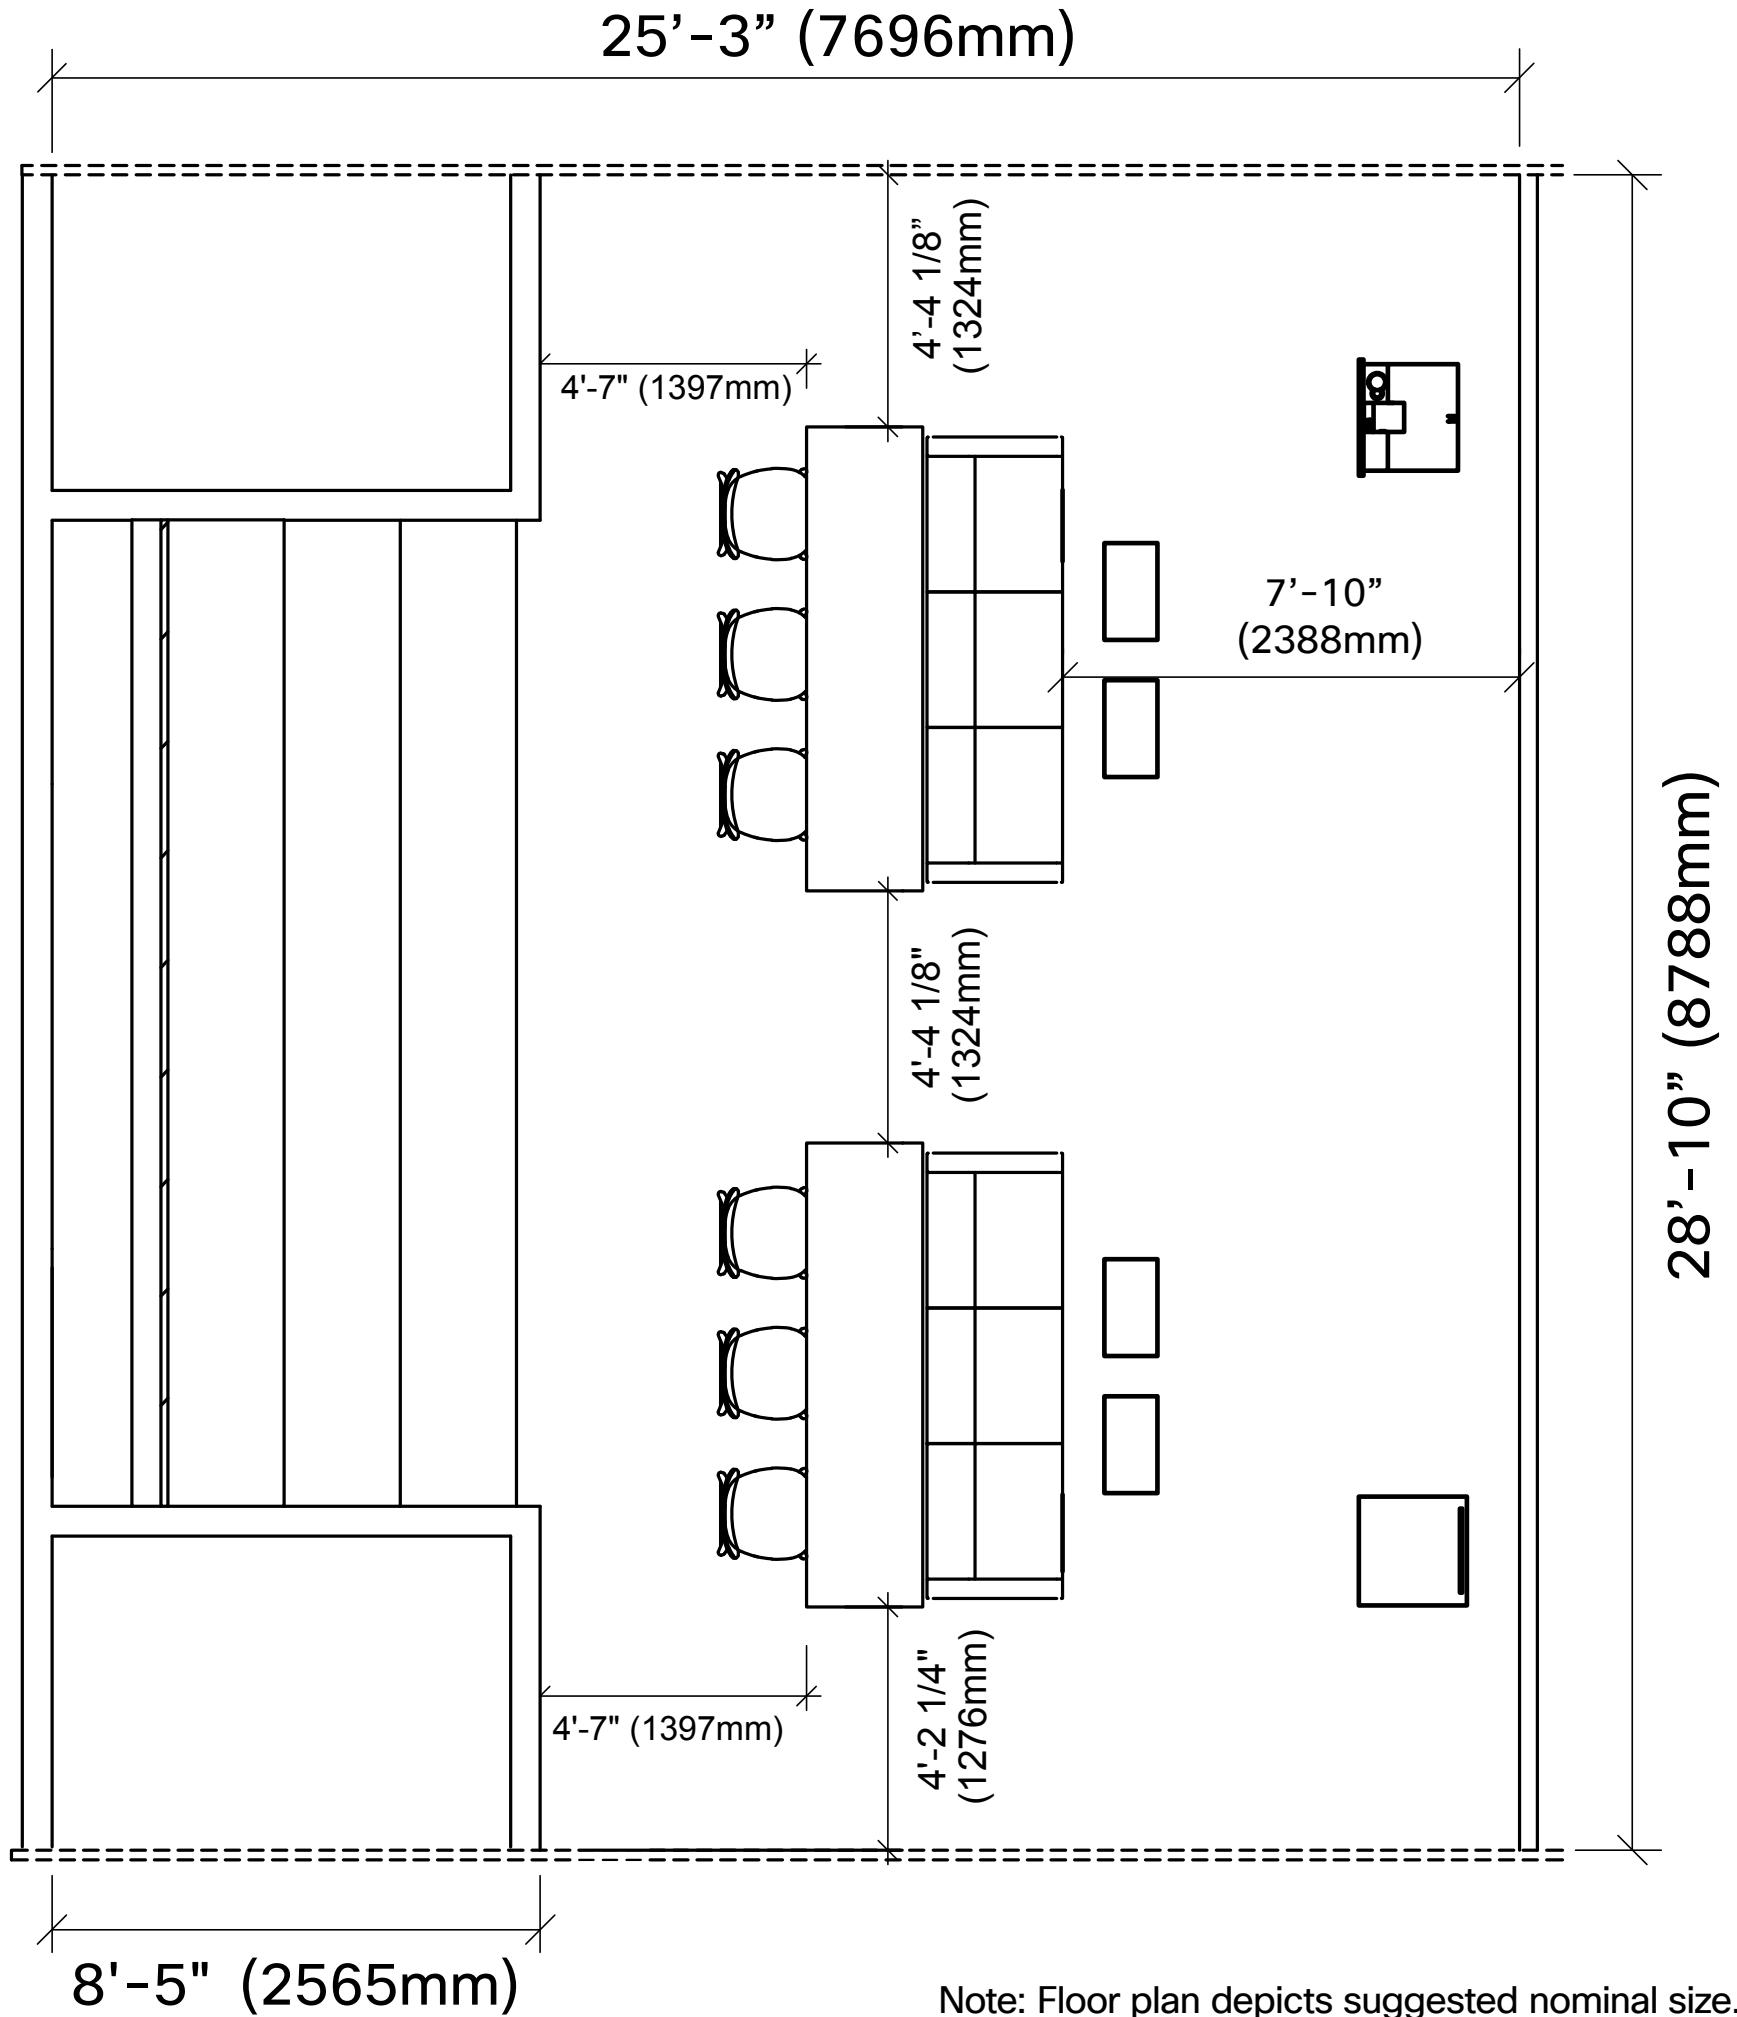 25’-3” (7696mm)
4’-4 1/8”
(1324mm)
4'-7" (1397mm)
7’-10”
(2388mm)
28’-10” (8788mm)
4'-4 1/8"
(1324mm)
4'-2 1/4"
(1276mm)
4'-7" (1397mm)
8'-5" (2565mm)
Note: Floor plan depicts suggested nominal size.